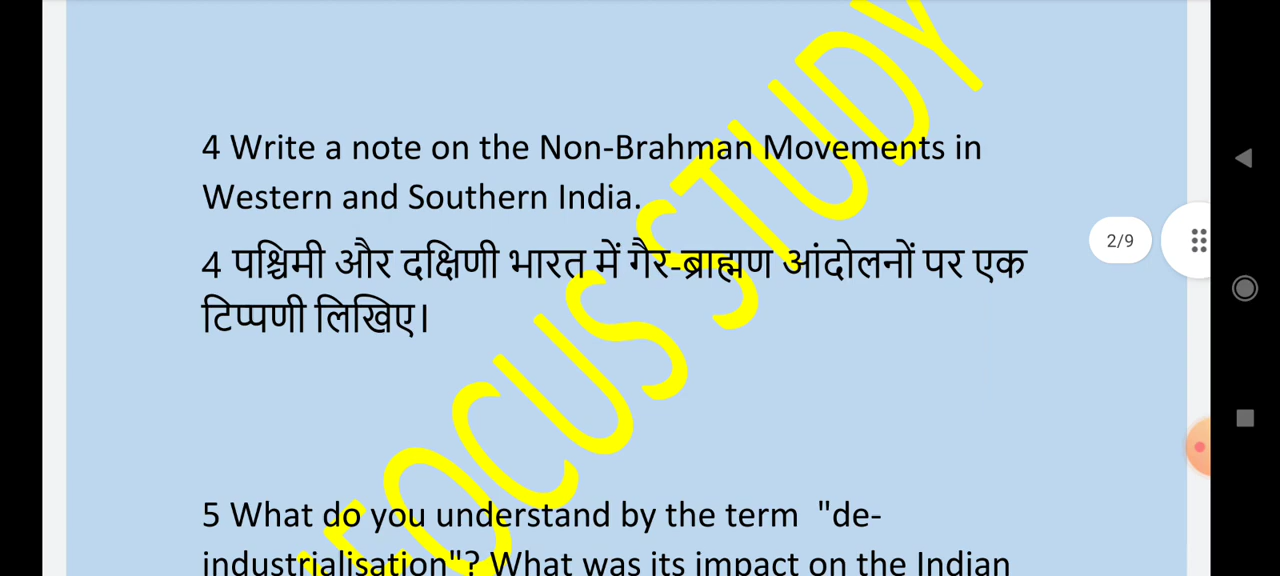 4 Write a note on the Non-Brahman Movements in
Western and Southern India.
4 पश्चिमी और दक्षिणी भारत में गैर-ब्राह्मण आंदोलनों पर एक
टिप्पणी लिखिए।
2/9
5 What do you understand by the term "de-
industrialisation"? What was its impact on the Indian
FOCUS STUDY